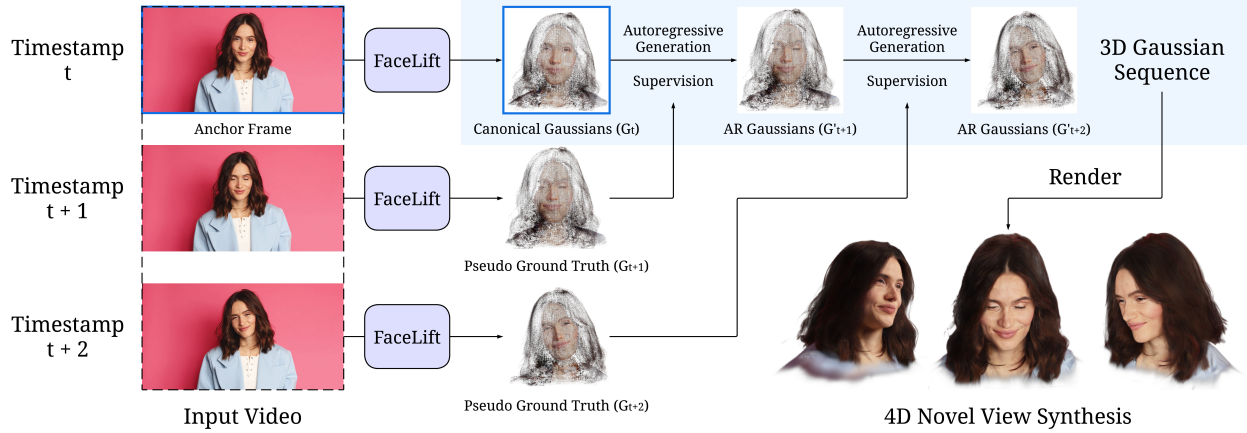 Timestamp
t
FaceLift
Autoregressive
Generation
Supervision
Autoregressive
Generation
Supervision
3D Gaussian
Sequence
Anchor Frame
Canonical Gaussians (Gt)
AR Gaussians (G't+1)
AR Gaussians (G't+2)
Timestamp
t + 1
FaceLift
Render
Pseudo Ground Truth (Gt+1)
Timestamp
t + 2
FaceLift
Pseudo Ground Truth (Gt+2)
Input Video
4D Novel View Synthesis